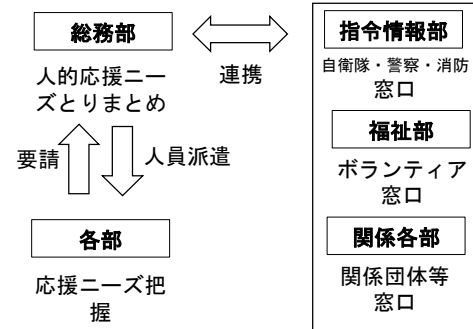 総務部
人的応援ニー
ズとりまとめ
連携
要請
人員派遣
各部
応援ニーズ把
握
指令情報部
自衛隊・警察・消防
窓口
福祉部
ボランティア
窓口
関係各部
関係団体等
窓口